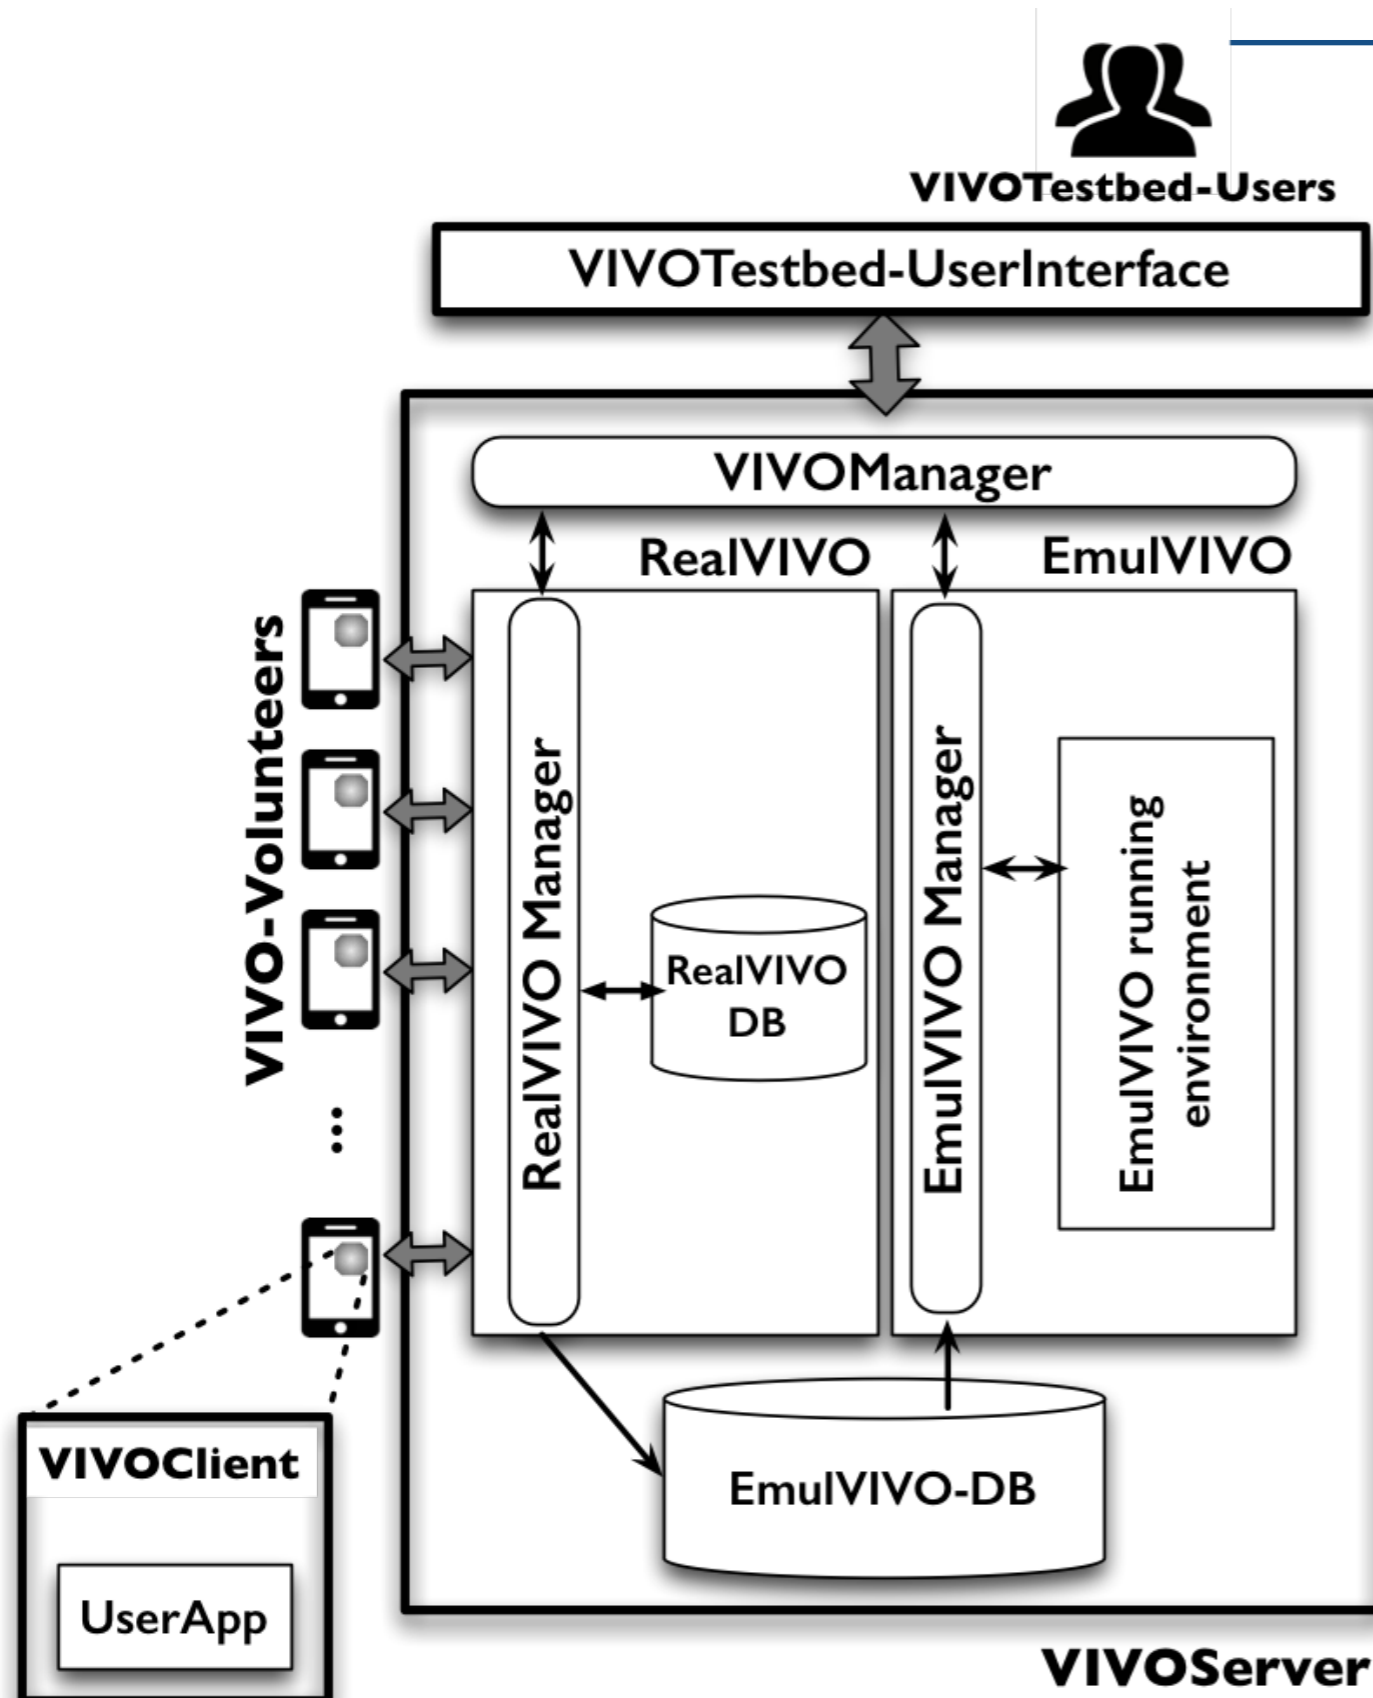 VIVOTestbed-Users
VIVOTestbed-UserInterface
VIVOManager
RealVIVO
EmulVIVO
VIVO-Volunteers
RealVIVO Manager
RealVIVO
DB
EmulVIVO Manager
EmulVIVO running
environment
...
EmulVIVO-DB
VIVOClient
UserApp
VIVOServer